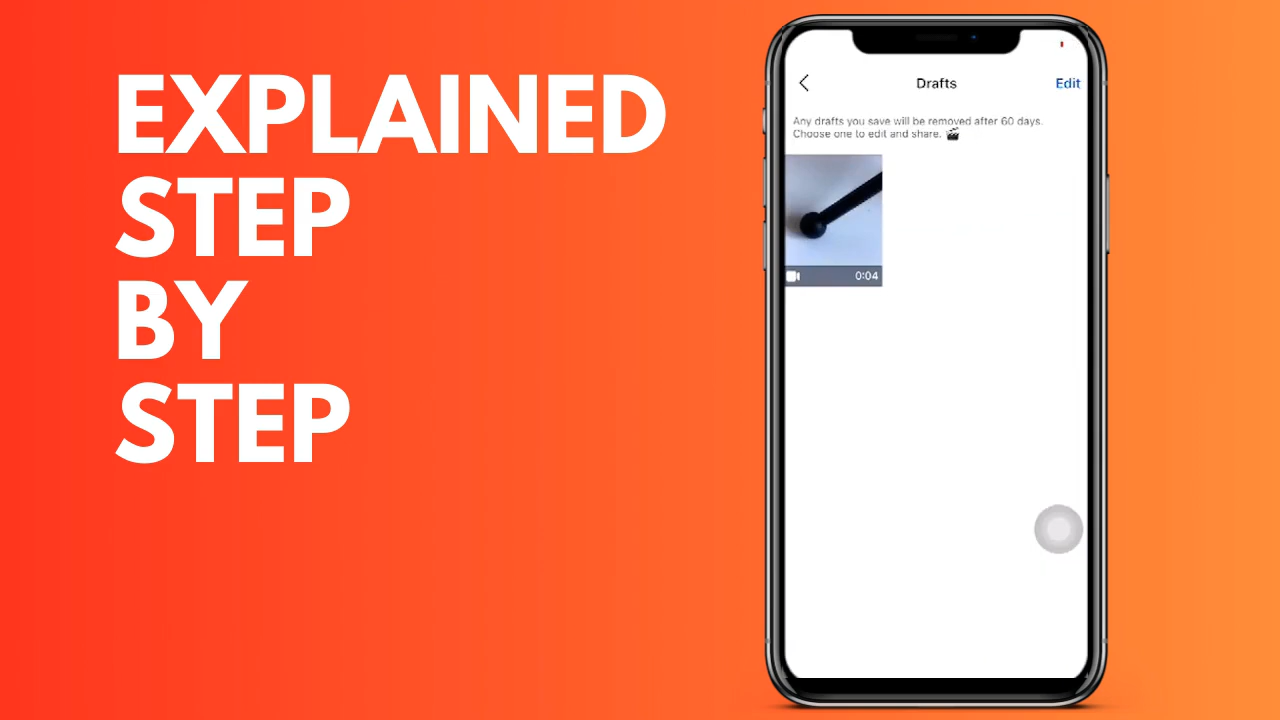 EXPLAINED
STEP
BY
STEP
Drafts
Edit
Any drafts you save will be removed after 60 days.
Choose one to edit and share. 🎬
0:04